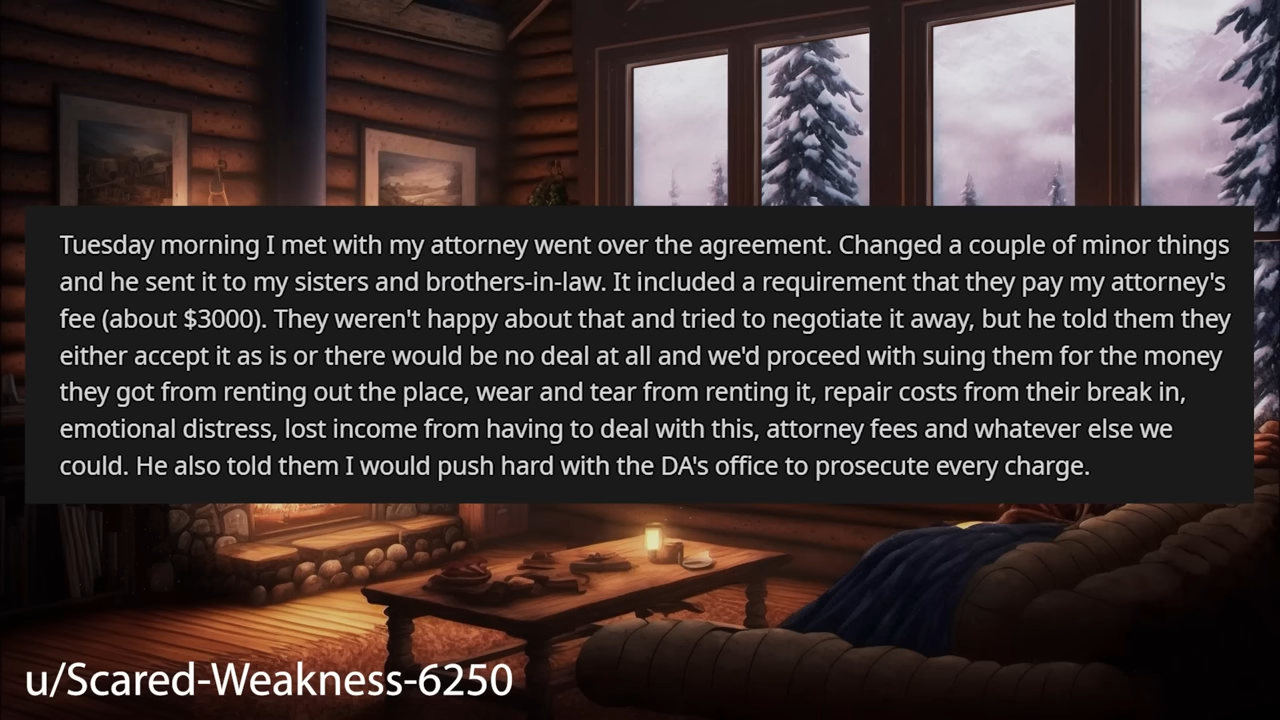 Tuesday morning I met with my attorney went over the agreement. Changed a couple of minor things
and he sent it to my sisters and brothers-in-law. It included a requirement that they pay my attorney's
fee (about $3000). They weren't happy about that and tried to negotiate it away, but he told them they
either accept it as is or there would be no deal at all and we'd proceed with suing them for the money
they got from renting out the place, wear and tear from renting it, repair costs from their break in,
emotional distress, lost income from having to deal with this, attorney fees and whatever else we
could. He also told them I would push hard with the DA's office to prosecute every charge.
u/Scared-Weakness-6250